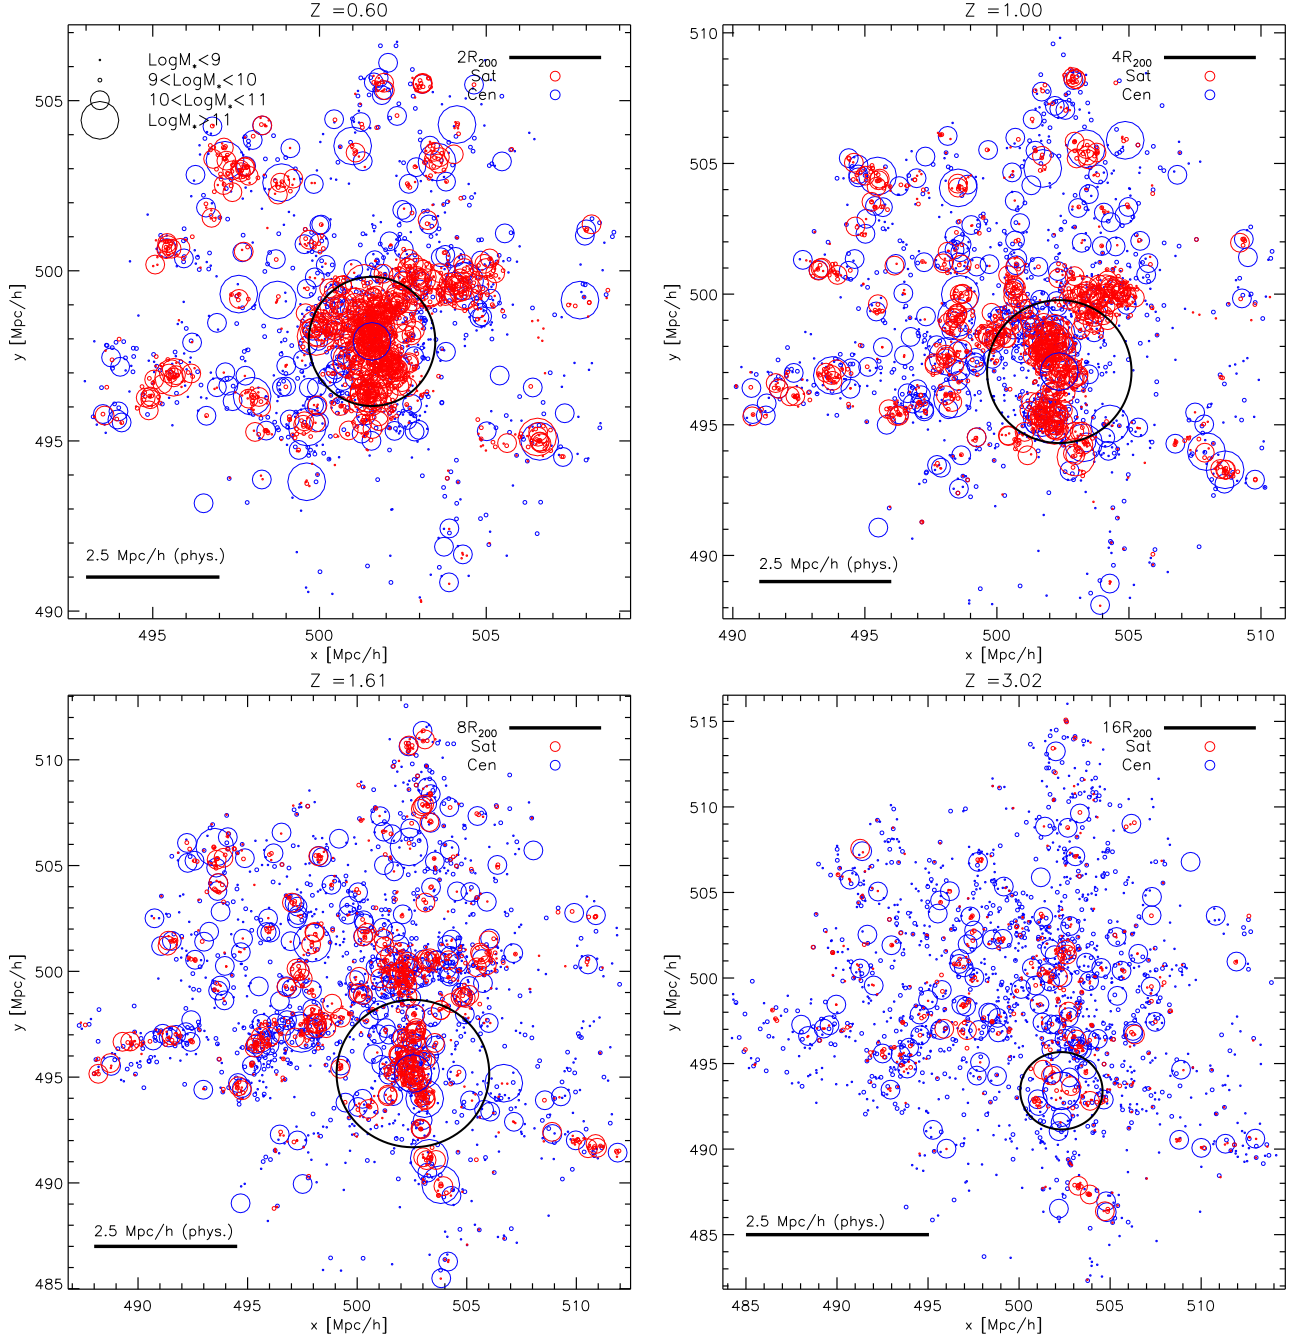 Z =0.60
LogM*<9
9<LogM*<10
10<LogM*<11
LogM*>11
2R200
Sat
Cen
505
500
495
490
y [Mpc/h]
2.5 Mpc/h (phys.)
495 500 505
x [Mpc/h]
Z =1.00
4R200
Sat
Cen
510
505
500
495
490
y [Mpc/h]
2.5 Mpc/h (phys.)
490 495 500 505 510
x [Mpc/h]
Z =1.61
8R200
Sat
Cen
510
505
500
495
490
485
y [Mpc/h]
2.5 Mpc/h (phys.)
490 495 500 505 510
x [Mpc/h]
Z =3.02
16R200
Sat
Cen
515
510
505
500
495
490
485
y [Mpc/h]
2.5 Mpc/h (phys.)
485 490 495 500 505 510
x [Mpc/h]